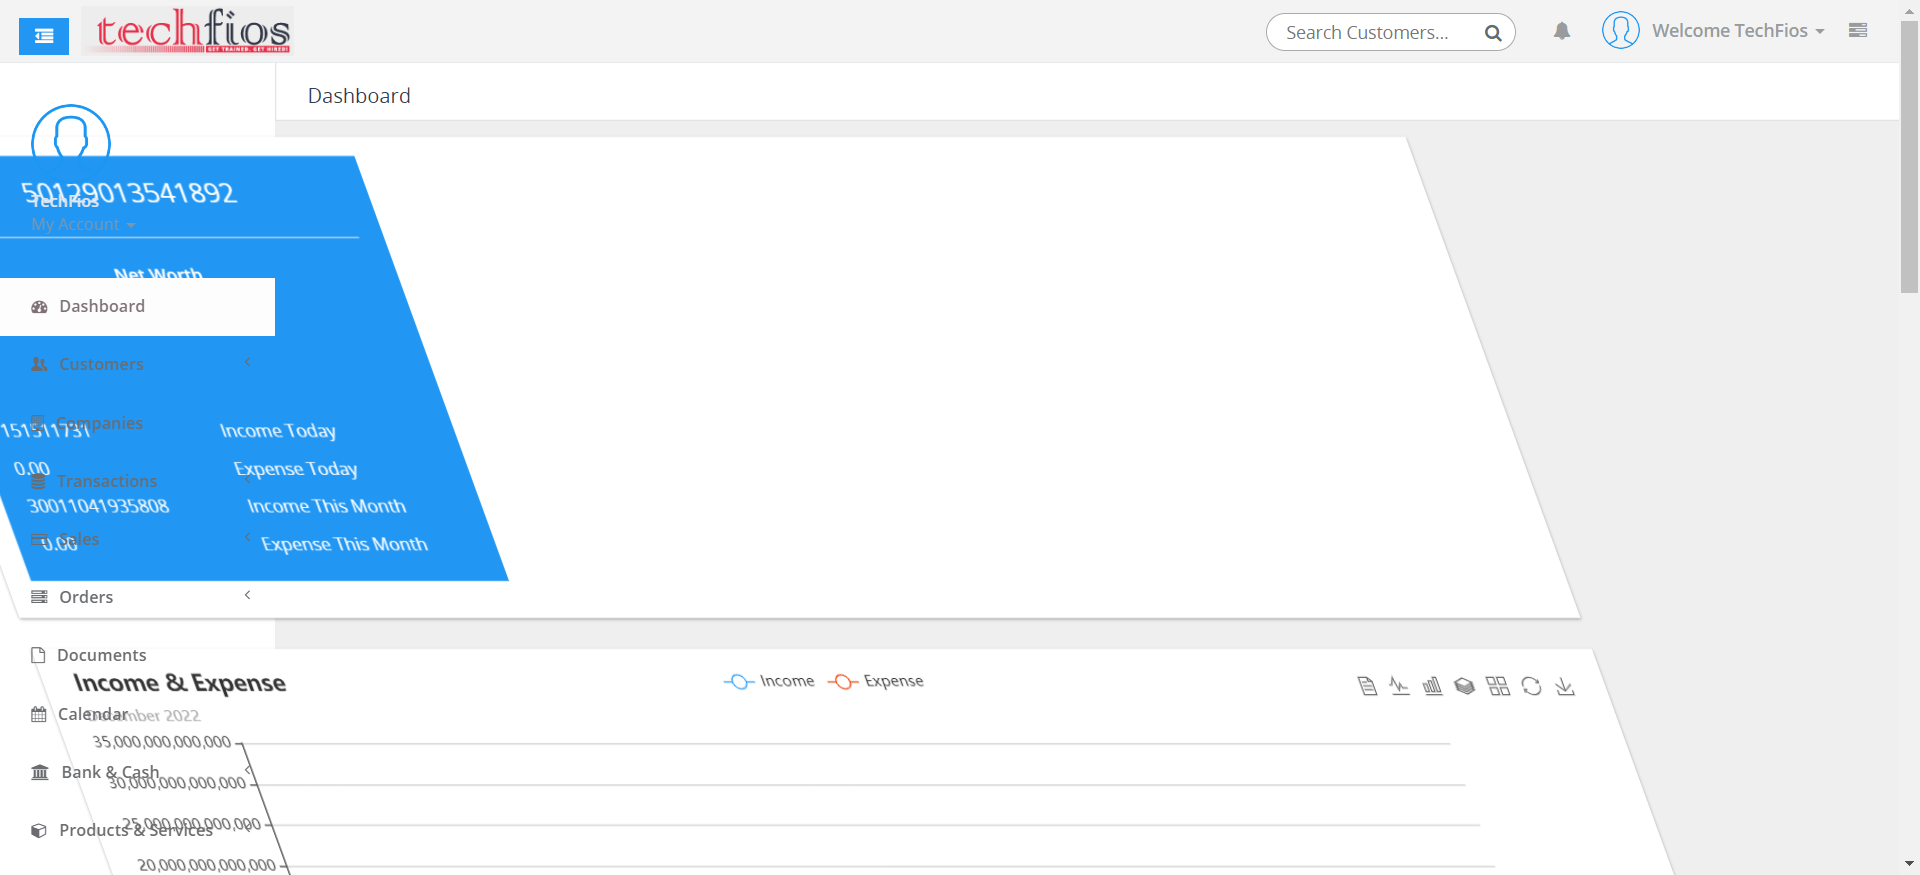 techfios
GET TRAINED. GET HIRED!
Search Customers...
Welcome TechFios
Dashboard
50129013541892
TechFios
My Account
Net Worth
Dashboard
Customers
Companies
Income Today
0.00 Expense Today
Transactions
30011041935808 Income This Month
Sales
0.00 Expense This Month
Orders
Documents
Income & Expense
Income Expense
Calendar
December 2022
35,000,000,000,000
Bank & Cash
30,000,000,000,000
25,000,000,000,000
Products & Services
20,000,000,000,000